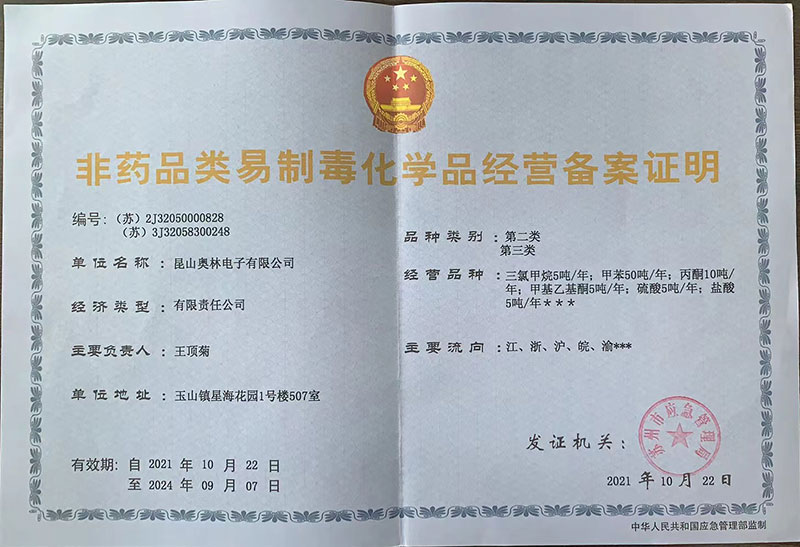 非药品类易制毒化学品经营备案证明
编号：（苏）2J32050000828
（苏）3J32058300248
单位名称：昆山奥林电子有限公司
经济类型：有限责任公司
主要负责人：王顶菊
单位地址：玉山镇星海花园1号楼507室
有效期：自 2021 年 10 月 22 日
至 2024 年 09 月 07 日
品种类别：第二类
第三类
经营品种：三氯甲烷5吨/年；甲苯50吨/年；丙酮10吨/
年；甲基乙基酮5吨/年；硫酸5吨/年；盐酸
5吨/年＊＊＊
主要流向：江、浙、沪、皖、渝***
发证机关：
苏州市应急管理局
2021 年 10 月 22 日
中华人民共和国应急管理部监制